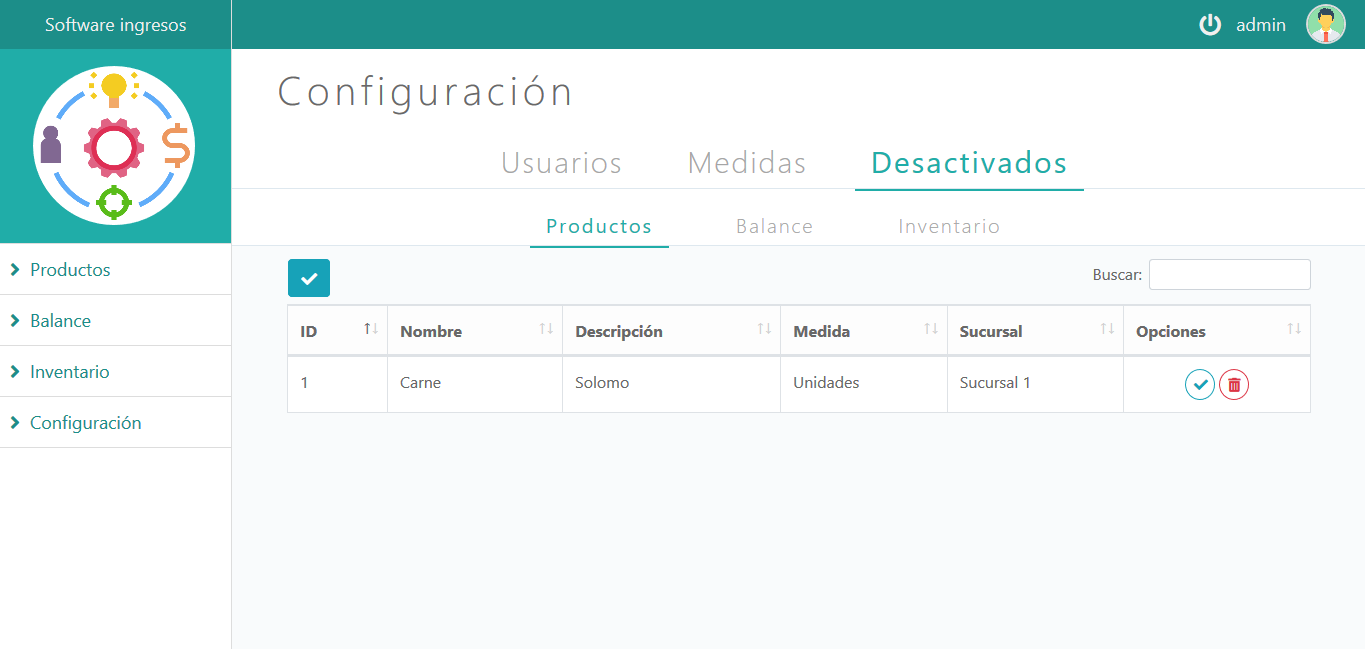 Software ingresos
admin
Configuración
Usuarios Medidas Desactivados
Productos Balance Inventario
Productos
Balance
Inventario
Configuración
Buscar:
ID Nombre Descripción Medida Sucursal Opciones
1 Carne Solomo Unidades Sucursal 1